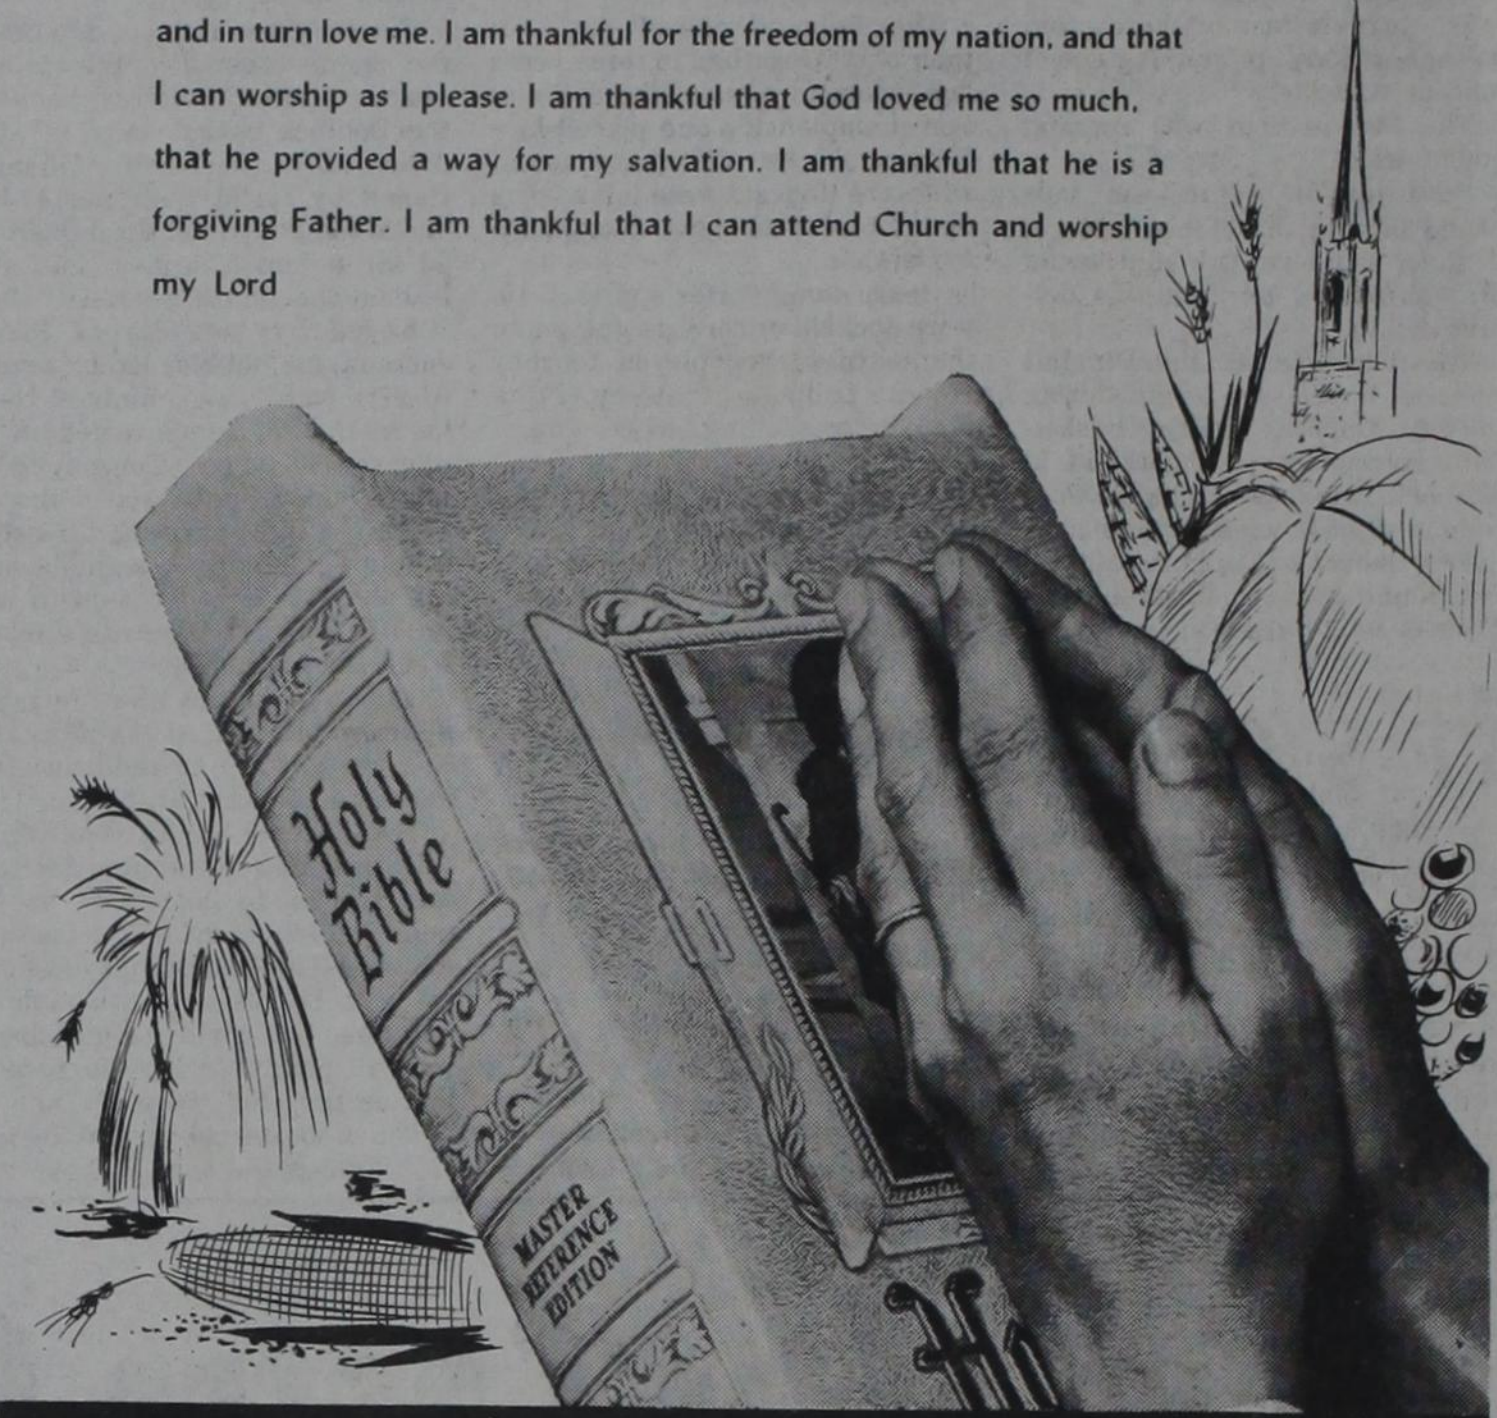 and in turn love me. I am thankful for the freedom of my nation, and that
I can worship as I please. I am thankful that God loved me so much,
that he provided a way for my salvation. I am thankful that he is a
forgiving Father. I am thankful that I can attend Church and worship
my Lord
Holy
Bible
MASTER
REFERENCE
EDITION